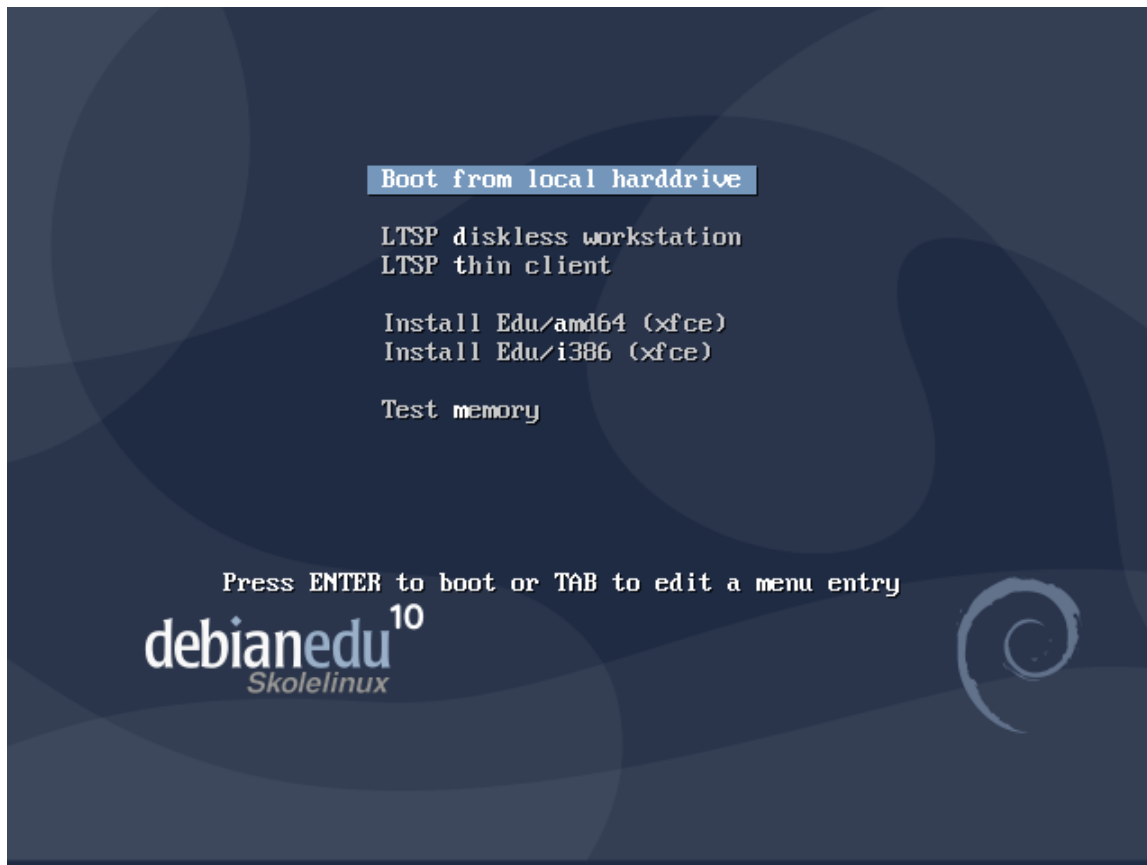 Boot from local harddrive
LTSP diskless workstation
LTSP thin client
Install Edu/amd64 (xfce)
Install Edu/i386 (xfce)
Test memory
Press ENTER to boot or TAB to edit a menu entry
debianedu 10
Skolelinux